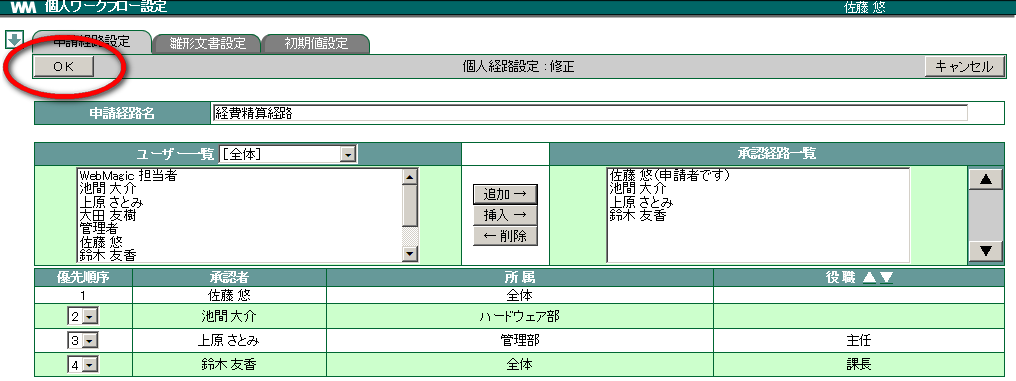 WM 個人ワークフロー設定 佐藤 悠
申請経路設定 雛形文書設定 初期値設定
OK 個人経路設定:修正 キャンセル
申請経路名 経費精算経路
ユーザー一覧 [全体] 承認経路一覧
WebMagic 担当者
池間 大介
上原 さとみ
大田 友樹
管理者
佐藤 悠
鈴木 友香
追加→
挿入→
←削除
佐藤 悠(申請者です)
池間 大介
上原 さとみ
鈴木 友香
▲
▼
優先順序 承認者 所属 役職 ▲▼
1 佐藤 悠 全体
2 池間 大介 ハードウェア部
3 上原 さとみ 管理部 主任
4 鈴木 友香 全体 課長